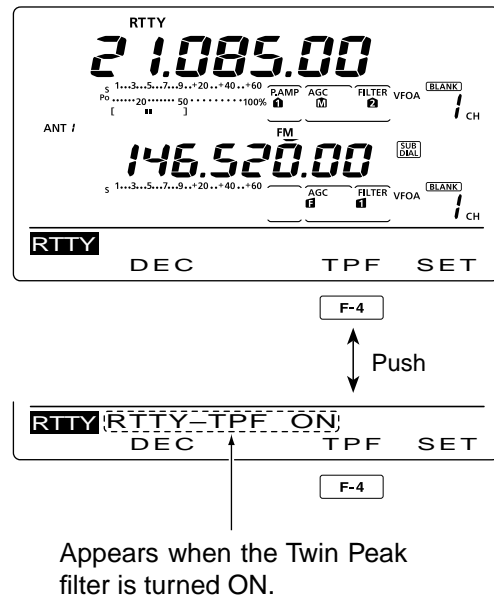 RTTY
21.085.00
S 1...3...5...7...9..+20..+40..+60
Po ......20.......50.........100%
[ ]
P.AMP 1 AGC M FILTER 2 VFOA BLANK 1 CH
ANT 1
FM
146.520.00 SUB DIAL
S 1...3...5...7...9..+20..+40..+60
AGC F FILTER 1 VFOA BLANK 1 CH
RTTY
DEC TPF SET
F-4
Push
RTTY RTTY–TPF ON
DEC TPF SET
F-4
Appears when the Twin Peak
filter is turned ON.